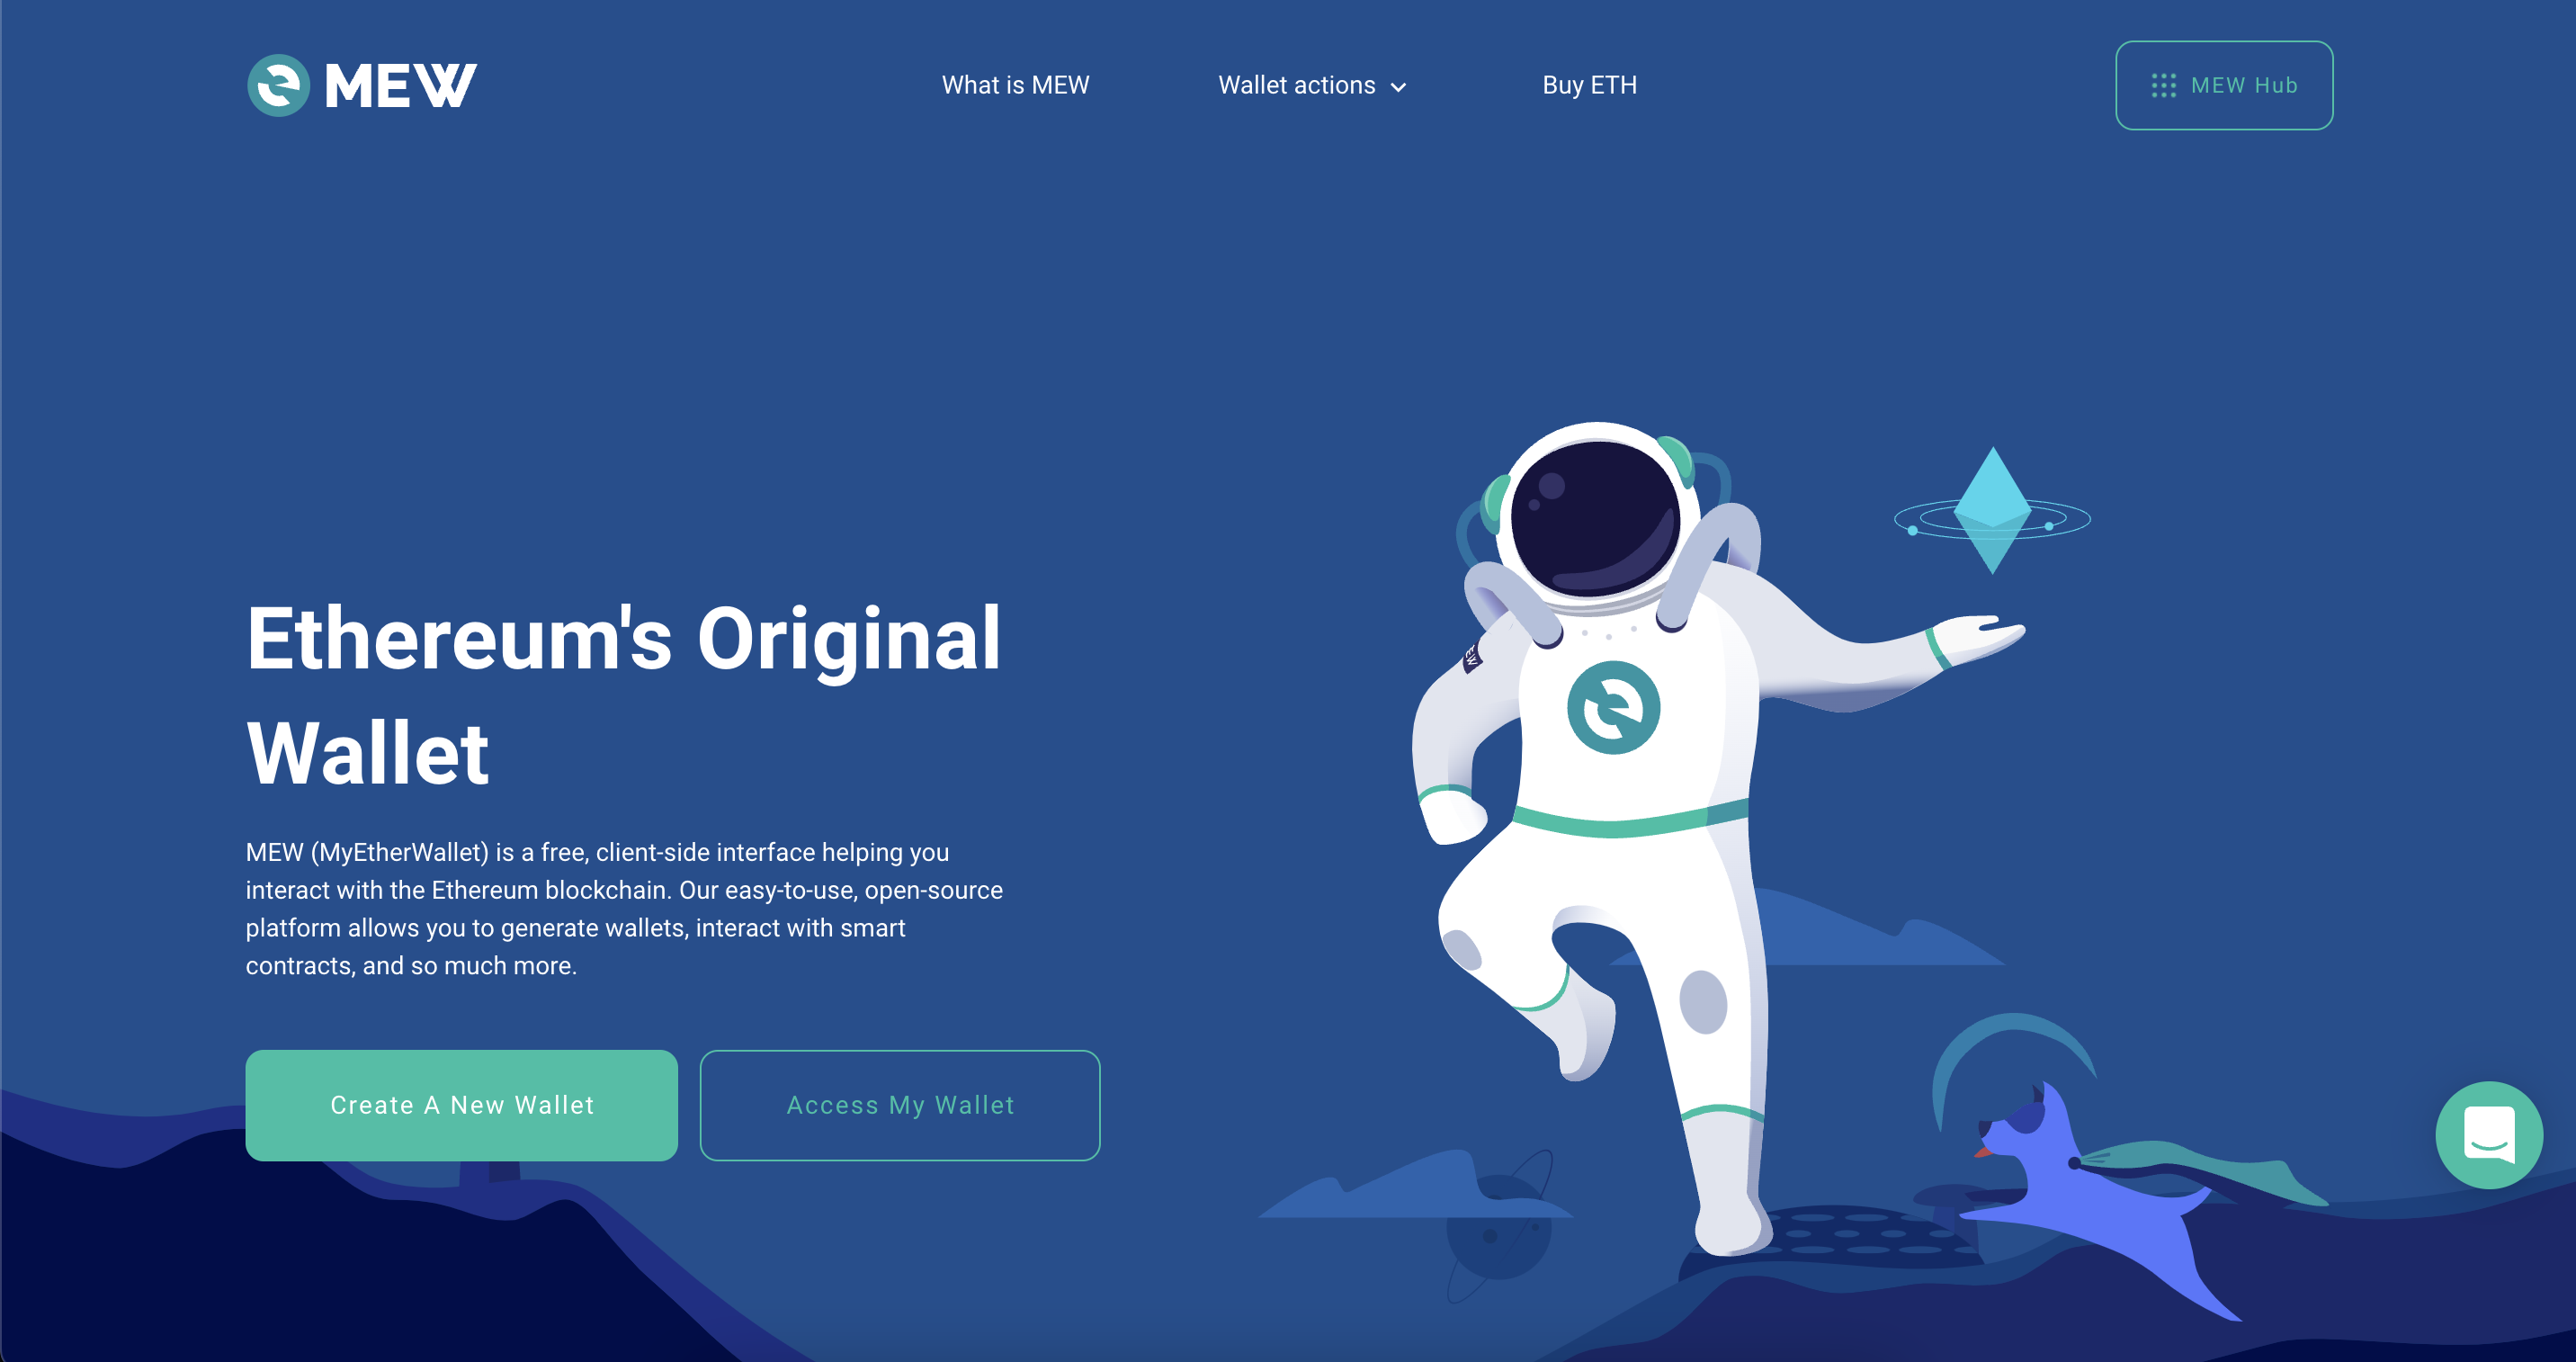 MEW
What is MEW
Wallet actions
Buy ETH
MEW Hub
Ethereum's Original
Wallet
MEW (MyEtherWallet) is a free, client-side interface helping you
interact with the Ethereum blockchain. Our easy-to-use, open-source
platform allows you to generate wallets, interact with smart
contracts, and so much more.
Create A New Wallet
Access My Wallet